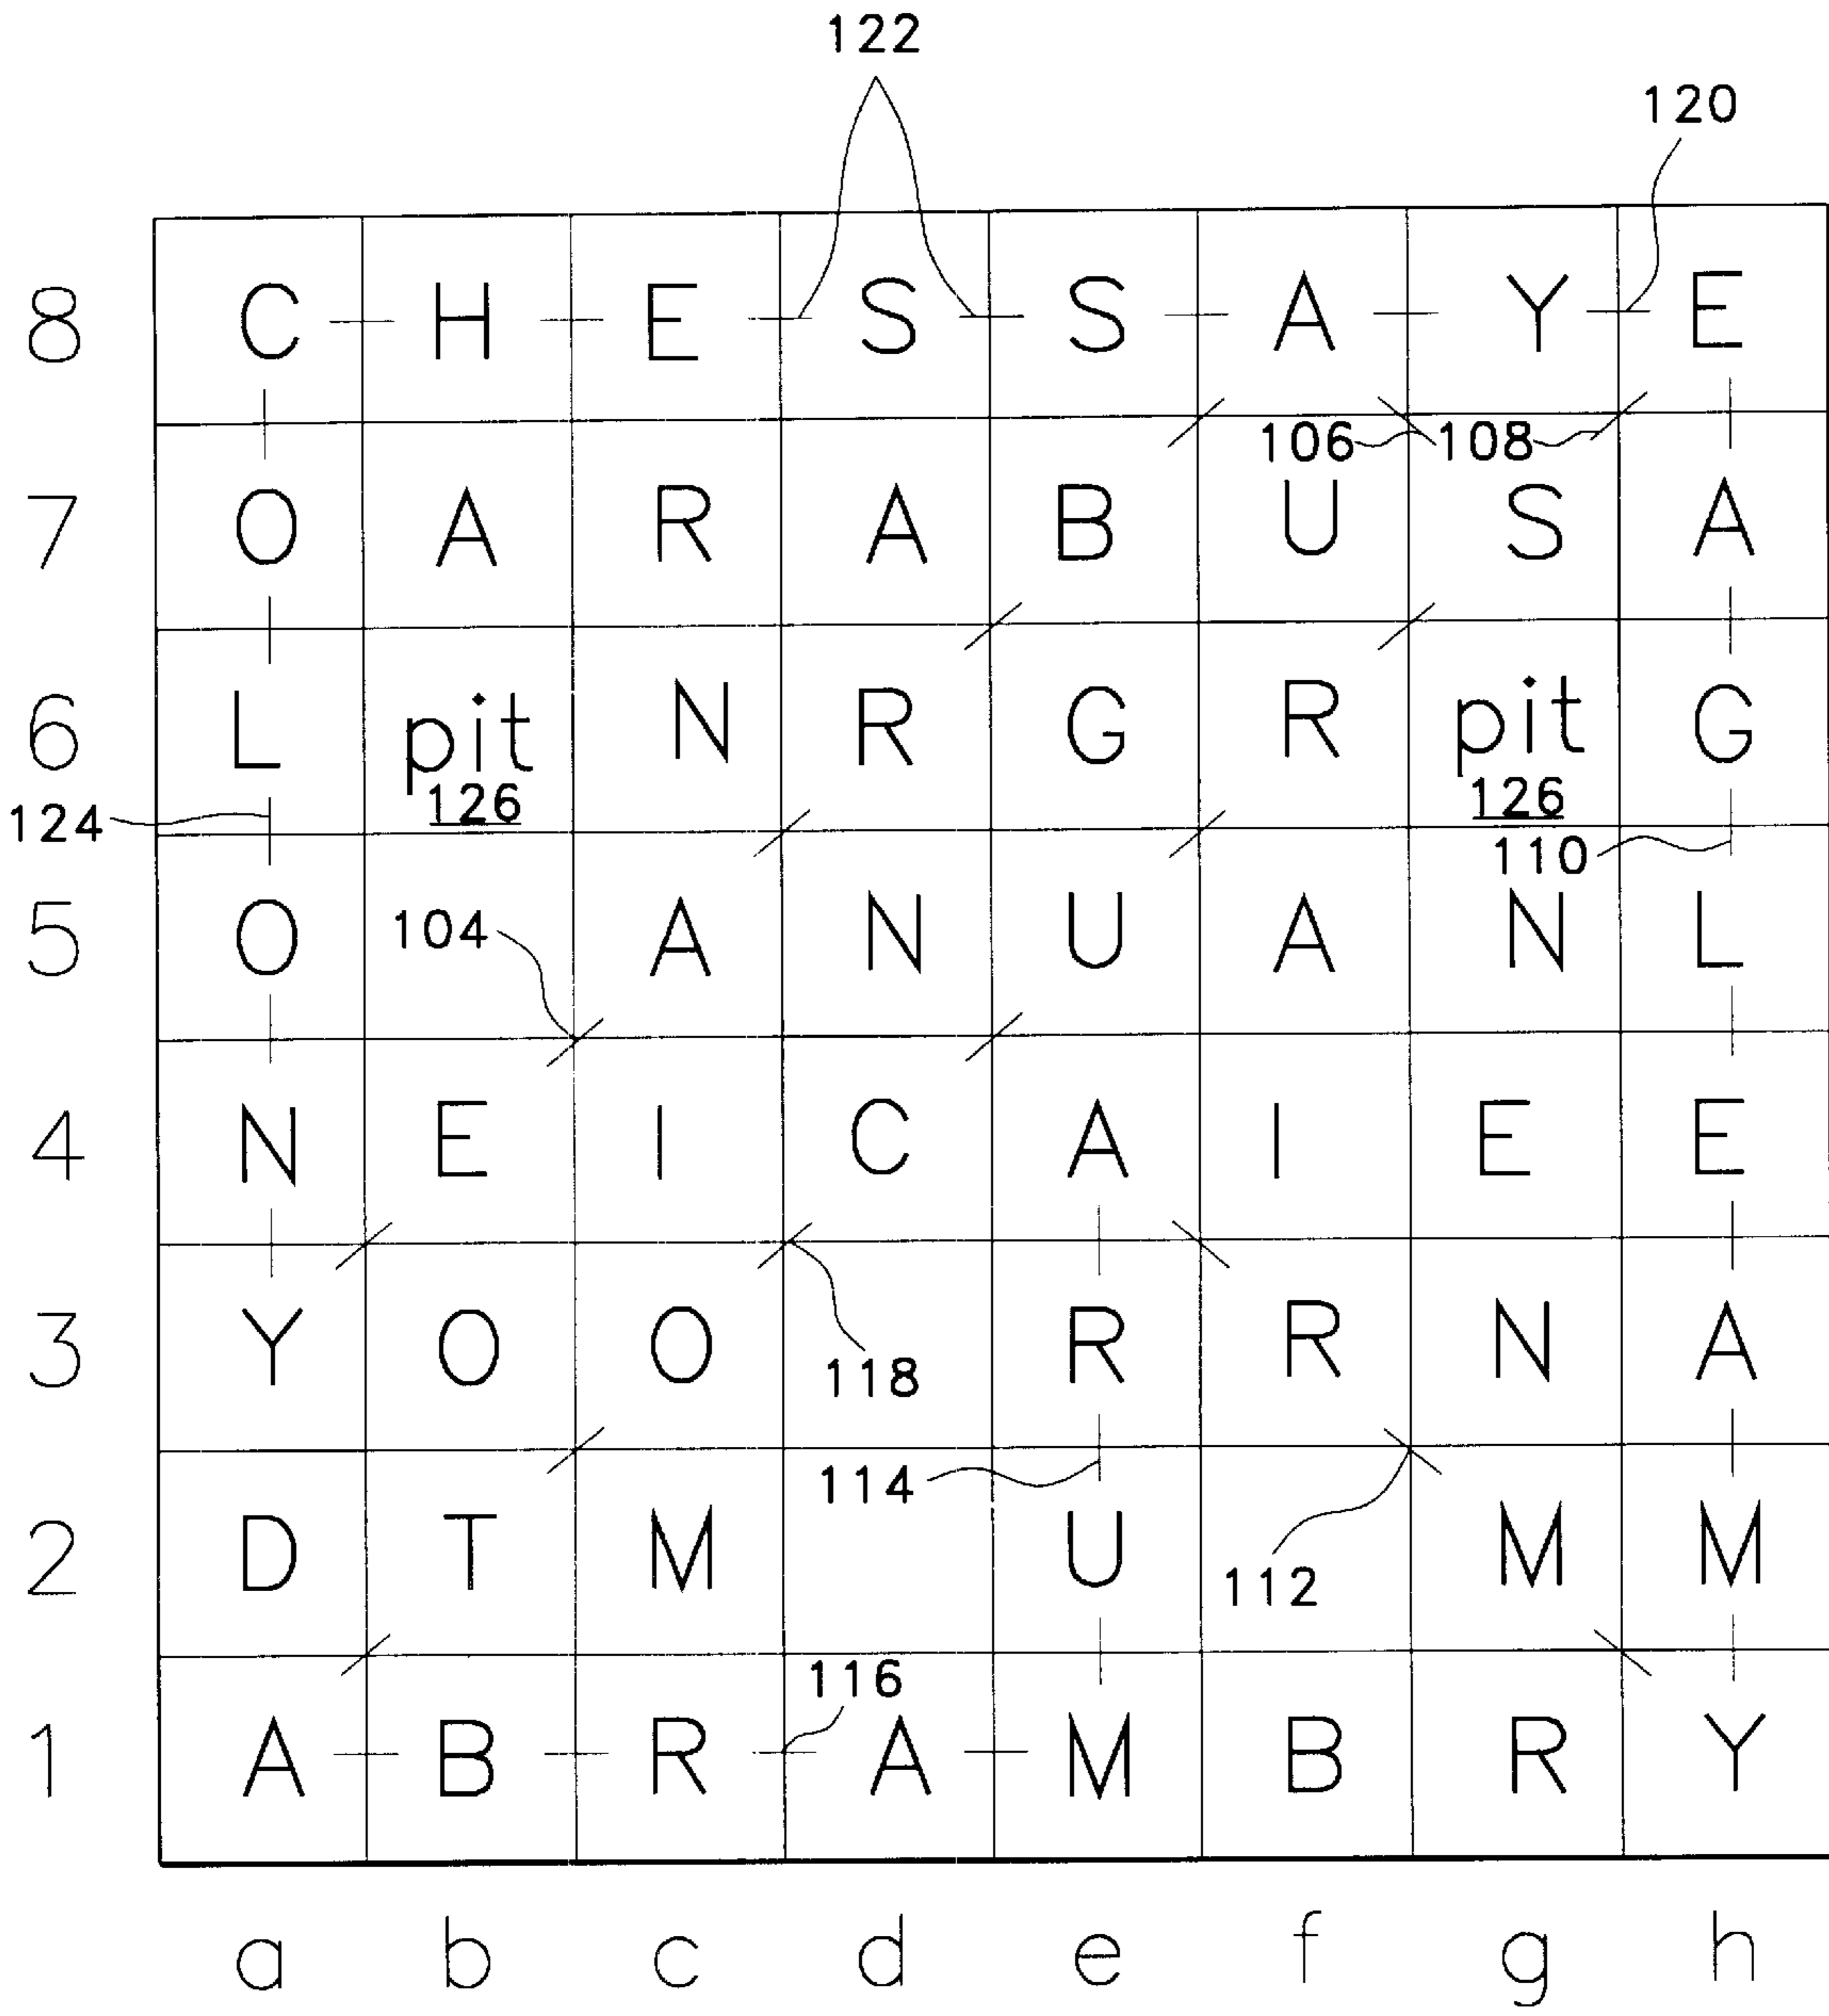 122
120
8 C H E S S A Y E
106 108
7 O A R A B U S A
6 L pit N R G R pit G
126 126
124
110
5 O A N U A N L
104
4 N E I C A I E E
3 Y O O R R N A
118
114
2 D T M U M M
112
116
1 A B R A M B R Y
a b c d e f g h